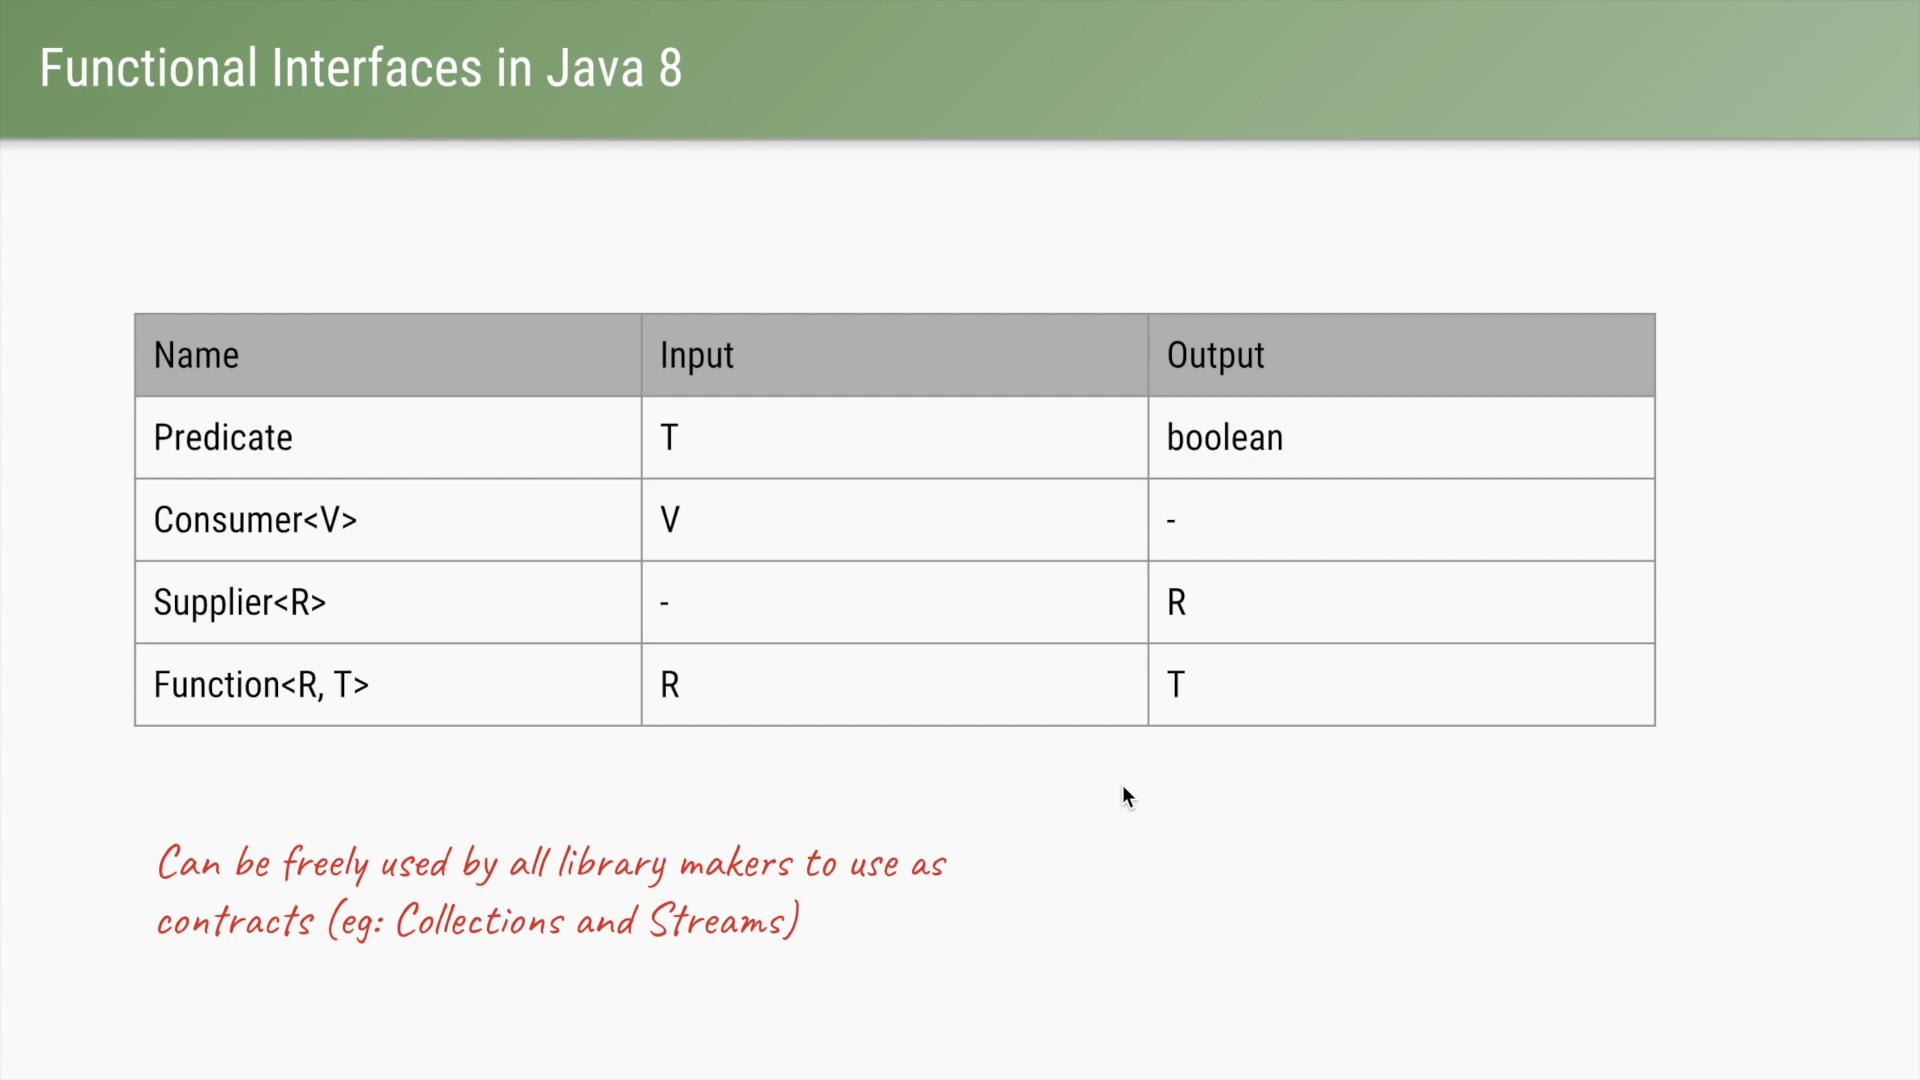 Functional Interfaces in Java 8
Name Input Output
Predicate T boolean
Consumer<V> V -
Supplier<R> - R
Function<R, T> R T
Can be freely used by all library makers to use as
contracts (eg: Collections and Streams)